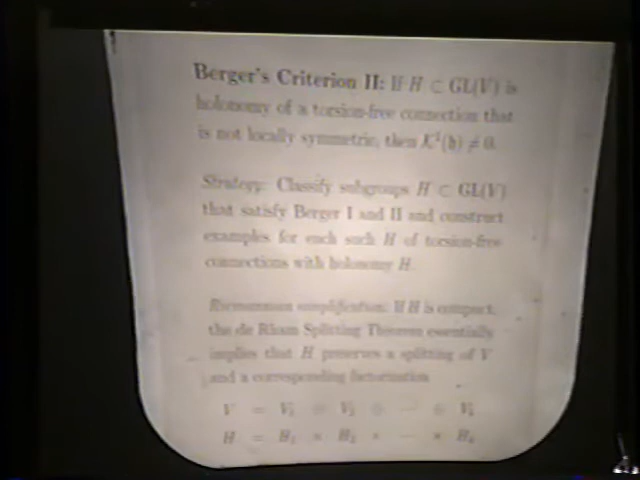 Berger's Criterion II: If H ⊂ GL(V) is
holonomy of a torsion-free connection that
is not locally symmetric, then K¹(h) ≠ 0.
Strategy: Classify subgroups H ⊂ GL(V)
that satisfy Berger I and II and construct
examples for each such H of torsion-free
connections with holonomy H.
Riemannian simplification: If H is compact,
the de Rham Splitting Theorem essentially
implies that H preserves a splitting of V
and a corresponding factorization
V = V₁ ⊕ V₂ ⊕ ··· ⊕
H = H₁ × H₂ × ··· ×